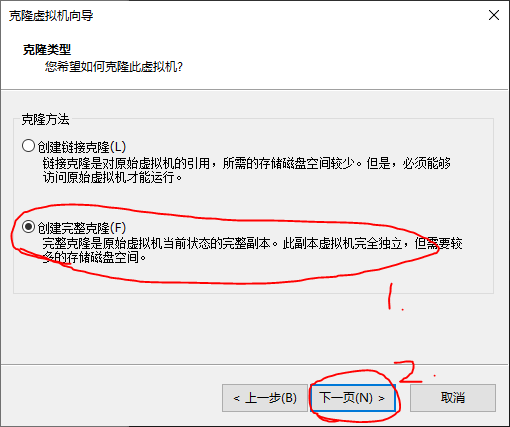 克隆虚拟机向导
克隆类型
您希望如何克隆此虚拟机?
克隆方法
创建链接克隆(L)
链接克隆是对原始虚拟机的引用，所需的存储磁盘空间较少。但是，必须能够
访问原始虚拟机才能运行。
创建完整克隆(F)
完整克隆是原始虚拟机当前状态的完整副本。此副本虚拟机完全独立，但需要较
多的存储磁盘空间。
1.
2.
< 上一步(B)
下一页(N) >
取消